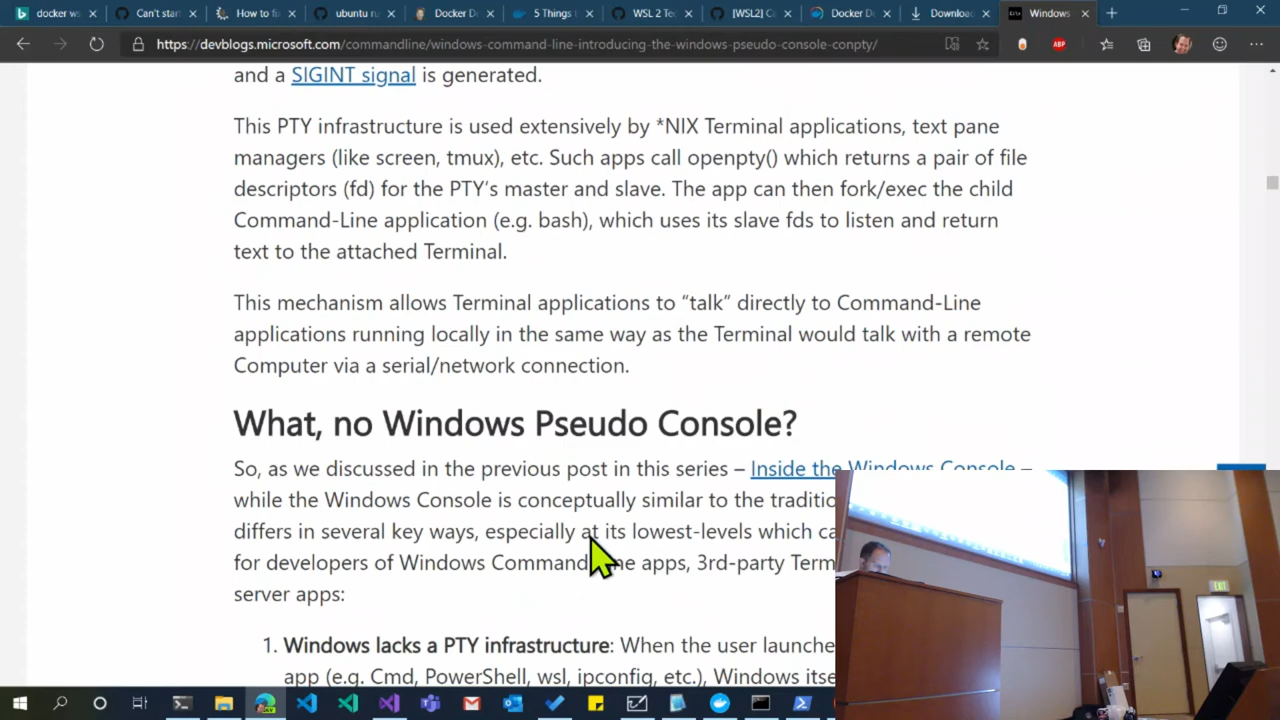 docker ws
Can't star
How to fi
ubuntu ru
Docker D
5 Things
WSL 2 Te
[WSL2] C
Docker De
Downloa
Windows
https://devblogs.microsoft.com/commandline/windows-command-line-introducing-the-windows-pseudo-console-conpty/
ABP
and a SIGINT signal is generated.
This PTY infrastructure is used extensively by *NIX Terminal applications, text pane
managers (like screen, tmux), etc. Such apps call openpty() which returns a pair of file
descriptors (fd) for the PTY's master and slave. The app can then fork/exec the child
Command-Line application (e.g. bash), which uses its slave fds to listen and return
text to the attached Terminal.
This mechanism allows Terminal applications to “talk” directly to Command-Line
applications running locally in the same way as the Terminal would talk with a remote
Computer via a serial/network connection.
What, no Windows Pseudo Console?
So, as we discussed in the previous post in this series – Inside the Windows Console –
while the Windows Console is conceptually similar to the traditio
differs in several key ways, especially at its lowest-levels which ca
for developers of Windows Command apps, 3rd-party Term
server apps:
1. Windows lacks a PTY infrastructure: When the user launche
app (e.g. Cmd, PowerShell, wsl, ipconfig, etc.), Windows itse